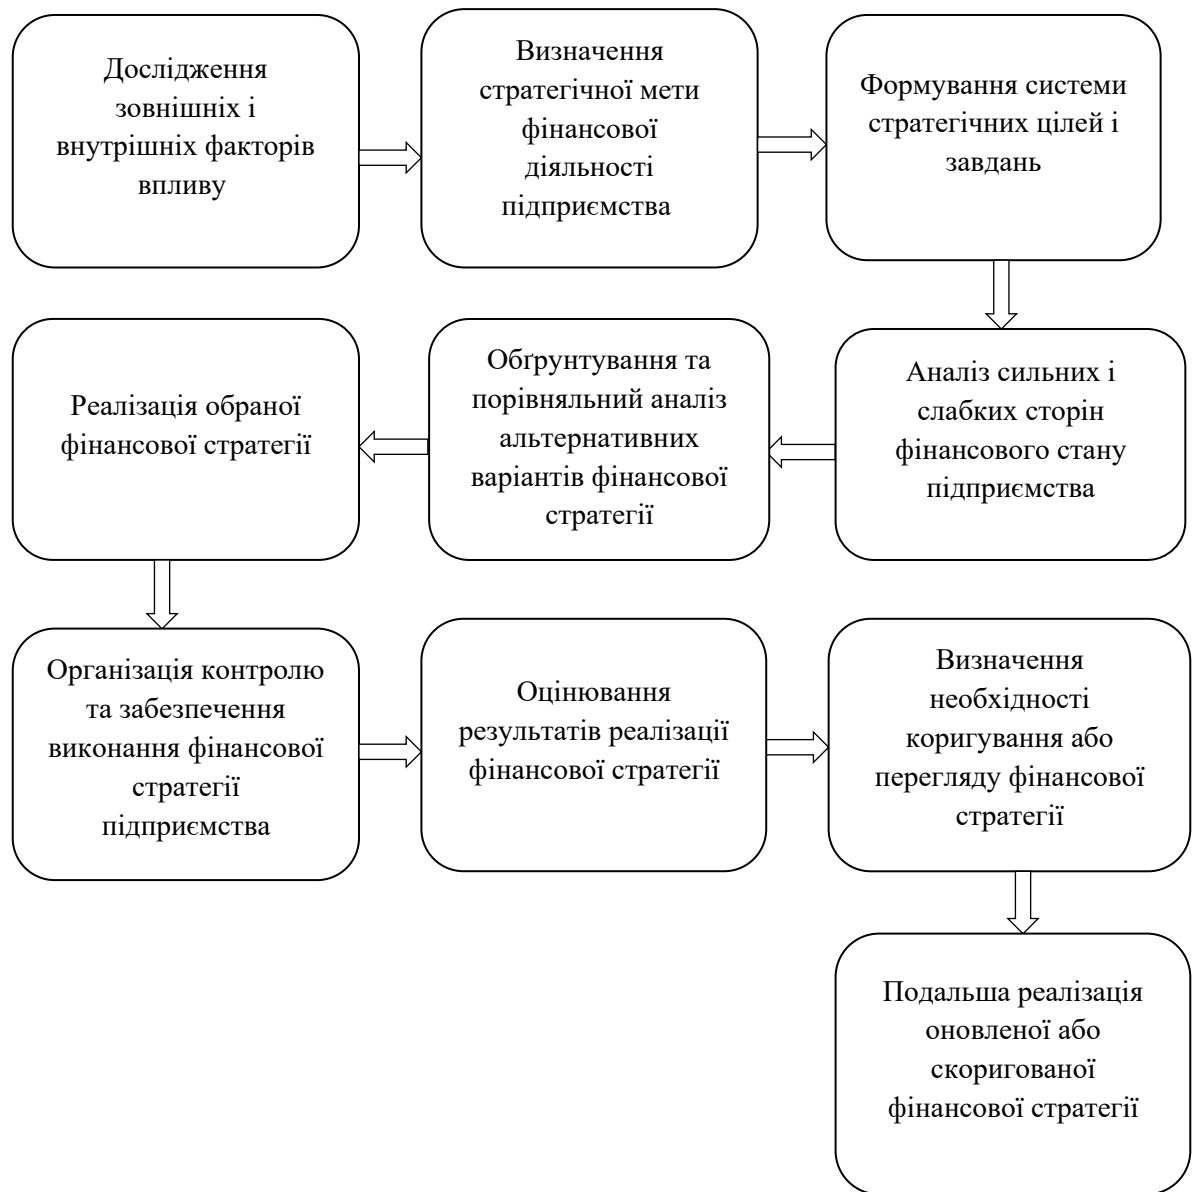 Дослідження
зовнішніх і
внутрішніх факторів
впливу
Визначення
стратегічної мети
фінансової
діяльності
підприємства
Формування системи
стратегічних цілей і
завдань
Аналіз сильних і
слабких сторін
фінансового стану
підприємства
Обґрунтування та
порівняльний аналіз
альтернативних
варіантів фінансової
стратегії
Реалізація обраної
фінансової стратегії
Організація контролю
та забезпечення
виконання фінансової
стратегії
підприємства
Оцінювання
результатів реалізації
фінансової стратегії
Визначення
необхідності
коригування або
перегляду фінансової
стратегії
Подальша реалізація
оновленої або
скоригованої
фінансової стратегії